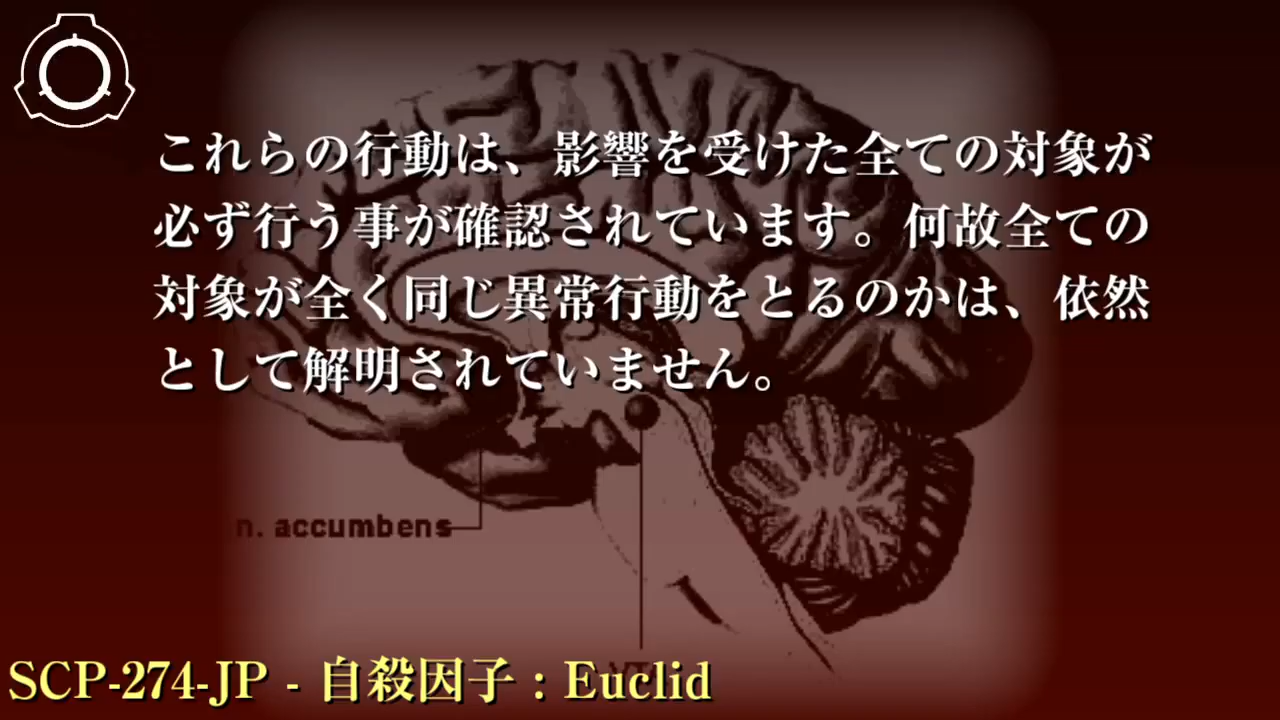 これらの行動は、影響を受けた全ての対象が
必ず行う事が確認されています。何故全ての
対象が全く同じ異常行動をとるのかは、依然
として解明されていません。
n. accumbens
SCP-274-JP - 自殺因子 : Euclid